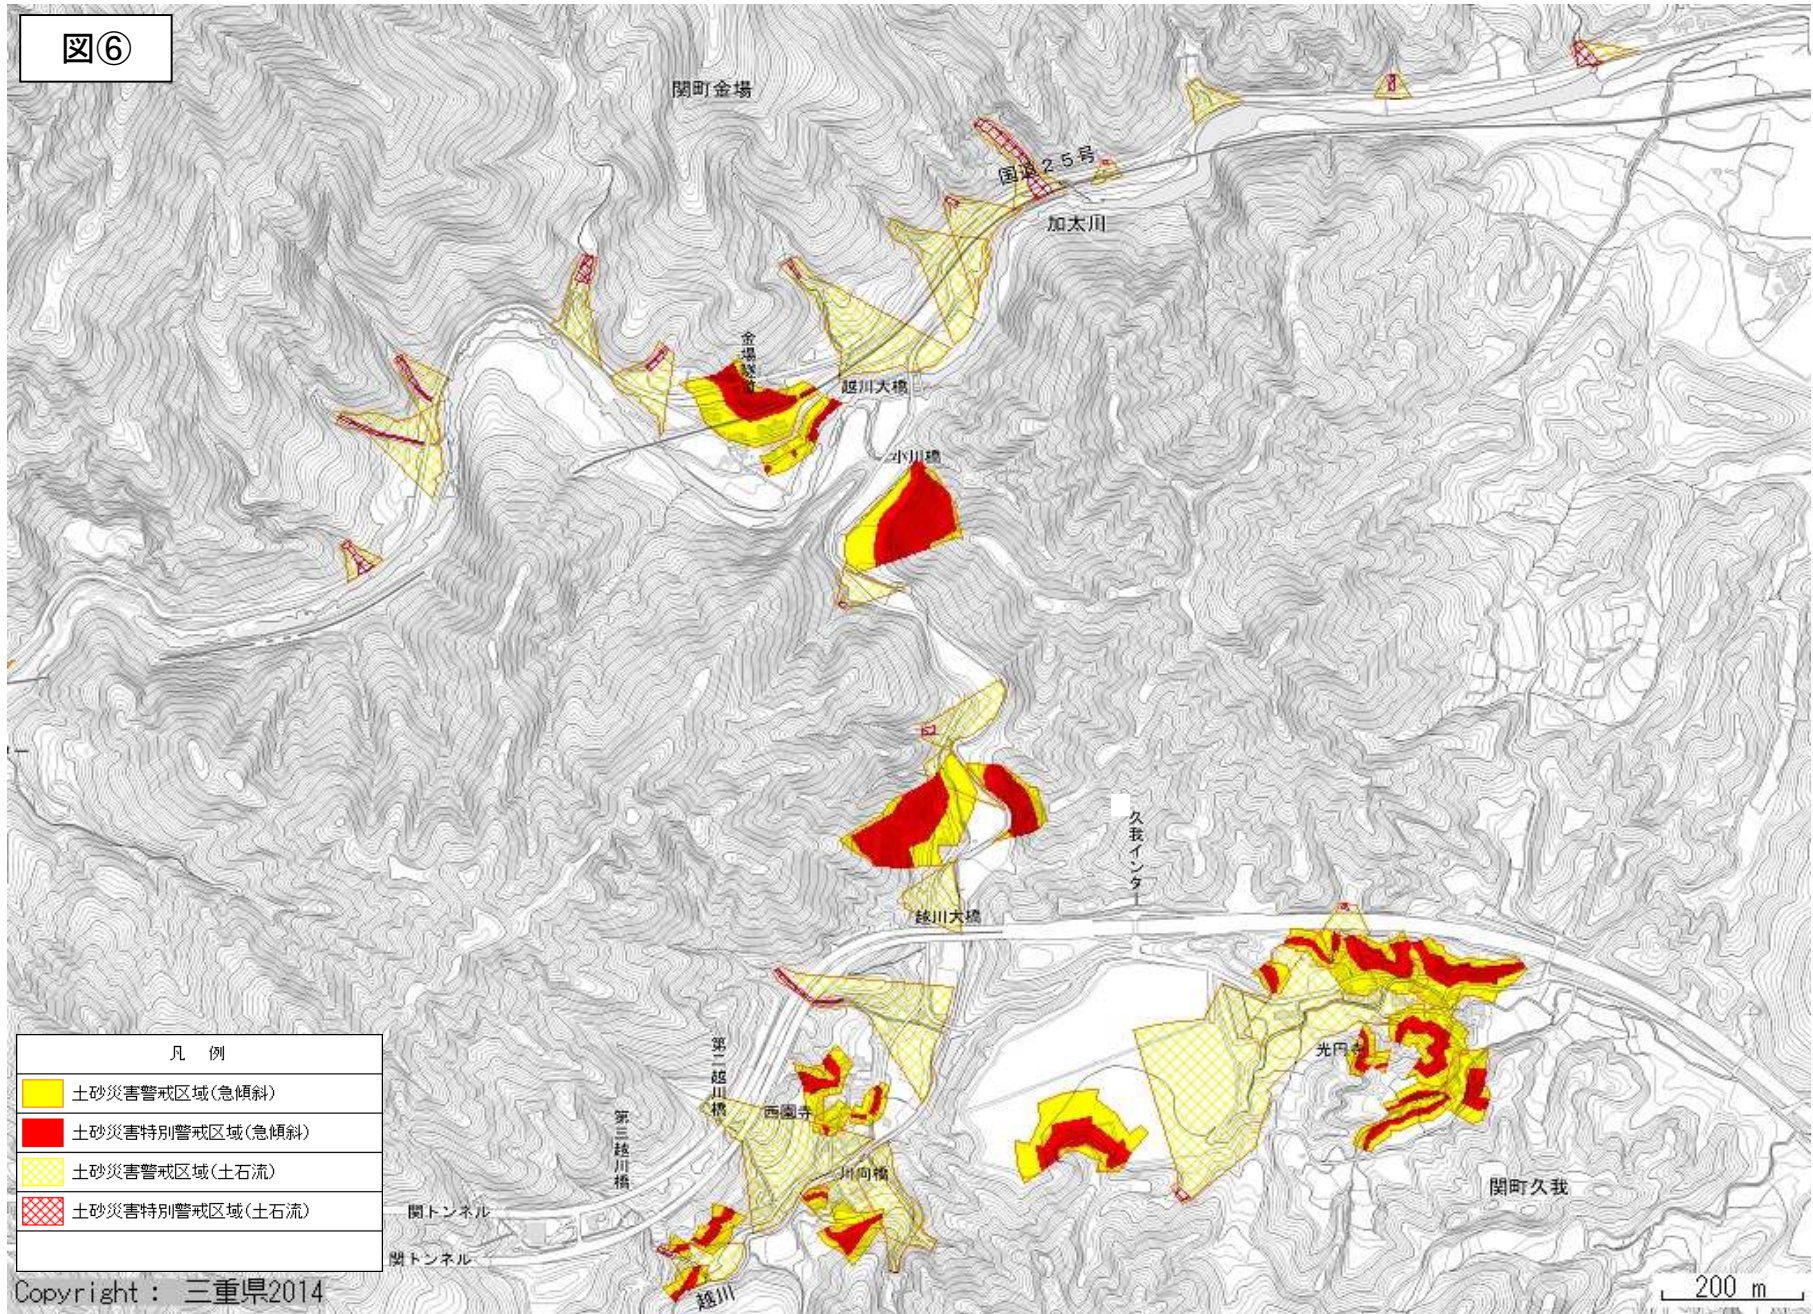 図⑥
関町金場
国道25号
加太川
金場隧道
越川大橋
小川橋
久我インター
越川大橋
第二越川橋
西園寺
光円寺
第三越川橋
川向橋
関町久我
関トンネル
関トンネル
越川
凡 例
土砂災害警戒区域(急傾斜)
土砂災害特別警戒区域(急傾斜)
土砂災害警戒区域(土石流)
土砂災害特別警戒区域(土石流)
Copyright : 三重県2014
200 m